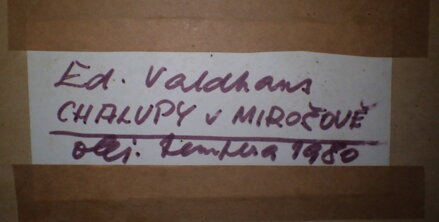 Ed. Valdhans
CHALUPY v MIROČOVĚ
olej. tempera 1980